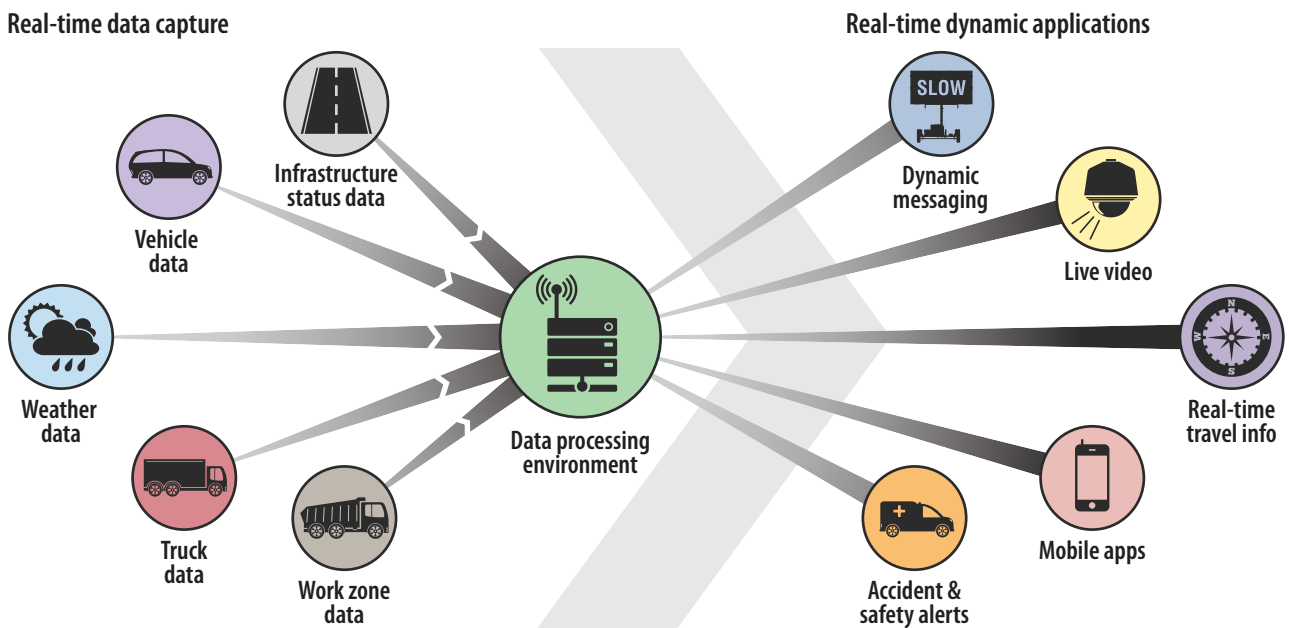 Real-time data capture
Real-time dynamic applications
Infrastructure
status data
Vehicle
data
Weather
data
Truck
data
Work zone
data
Data processing
environment
SLOW
Dynamic
messaging
Live video
N
W
E
S
Real-time
travel info
Mobile apps
Accident &
safety alerts